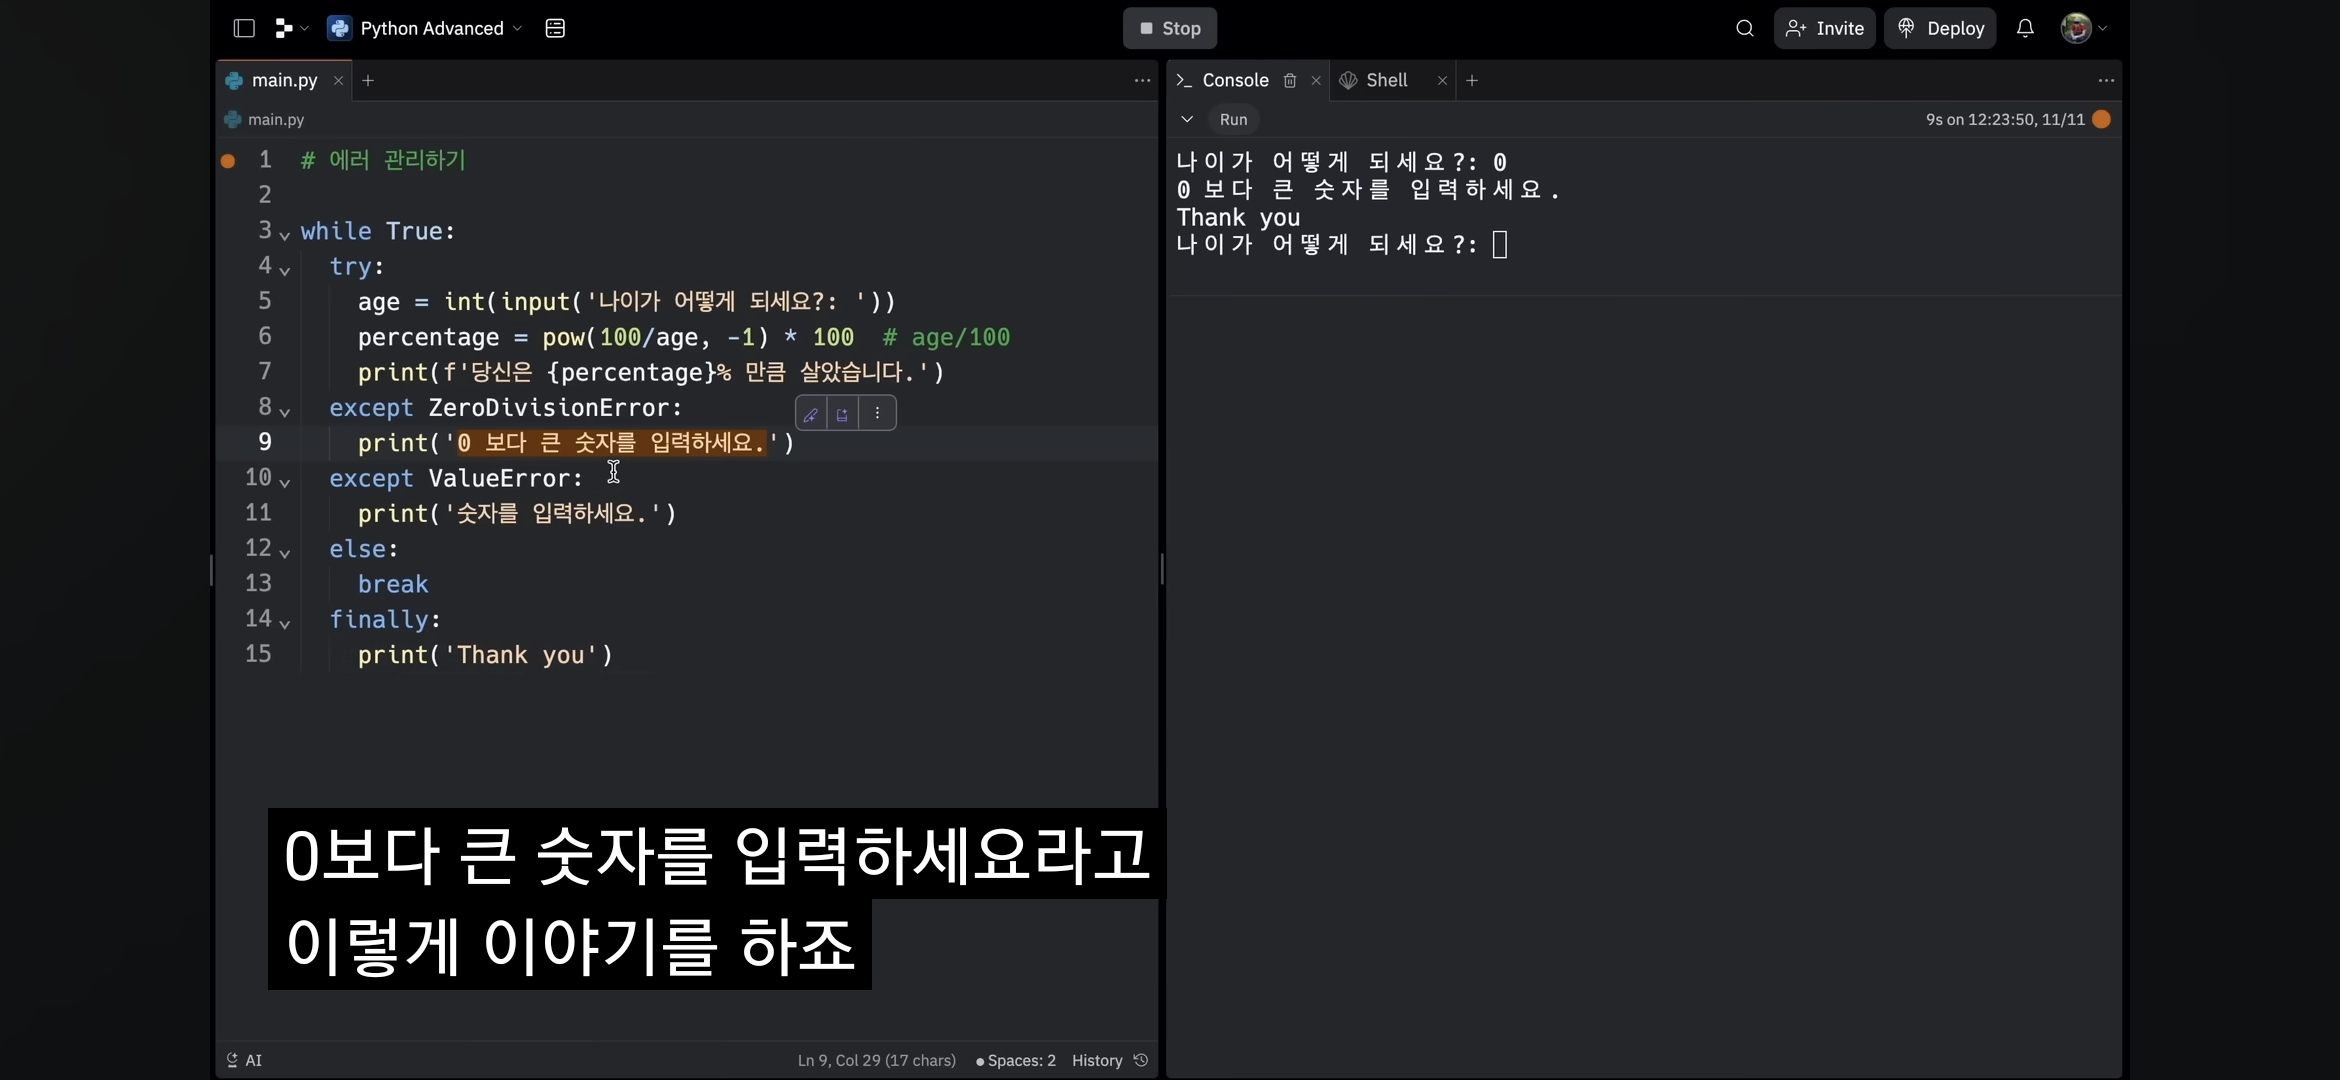 Python Advanced
Stop
Invite
Deploy
main.py
Console
Shell
main.py
Run
9s on 12:23:50, 11/11
1 # 에러 관리하기
2
3 while True:
4 try:
5 age = int(input('나이가 어떻게 되세요?: '))
6 percentage = pow(100/age, -1) * 100 # age/100
7 print(f'당신은 {percentage}% 만큼 살았습니다.')
8 except ZeroDivisionError:
9 print('0 보다 큰 숫자를 입력하세요.')
10 except ValueError:
11 print('숫자를 입력하세요.')
12 else:
13 break
14 finally:
15 print('Thank you')
나이가 어떻게 되세요?: 0
0 보다 큰 숫자를 입력하세요.
Thank you
나이가 어떻게 되세요?:
0보다 큰 숫자를 입력하세요라고
이렇게 이야기를 하죠
AI
Ln 9, Col 29 (17 chars)
Spaces: 2
History